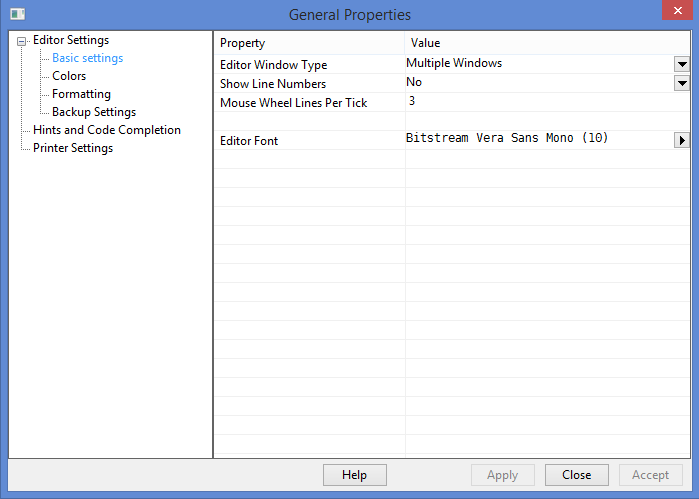 General Properties
Editor Settings
Basic settings
Colors
Formatting
Backup Settings
Hints and Code Completion
Printer Settings
Property Value
Editor Window Type Multiple Windows
Show Line Numbers No
Mouse Wheel Lines Per Tick 3
Editor Font Bitstream Vera Sans Mono (10)
Help Apply Close Accept